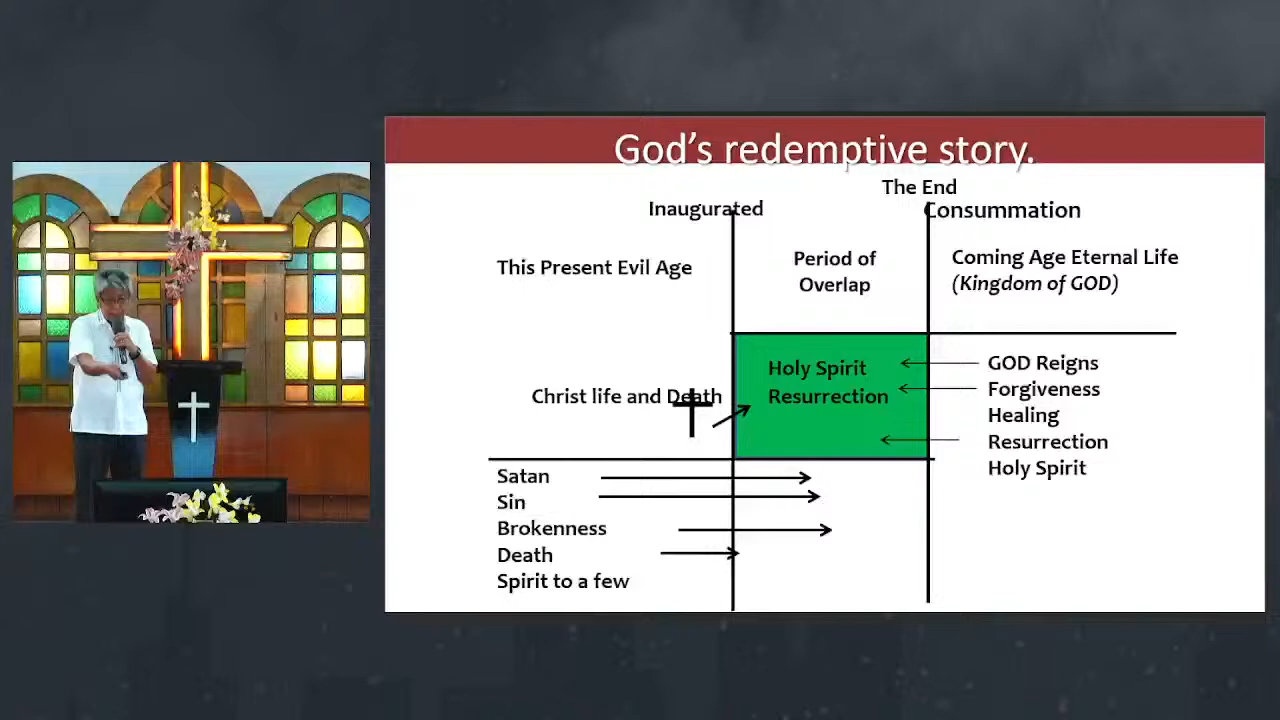 God's redemptive story.
The End
Inaugurated
Consummation
This Present Evil Age
Period of
Overlap
Coming Age Eternal Life
(Kingdom of GOD)
Christ life and Death
Holy Spirit
Resurrection
GOD Reigns
Forgiveness
Healing
Resurrection
Holy Spirit
Satan
Sin
Brokenness
Death
Spirit to a few